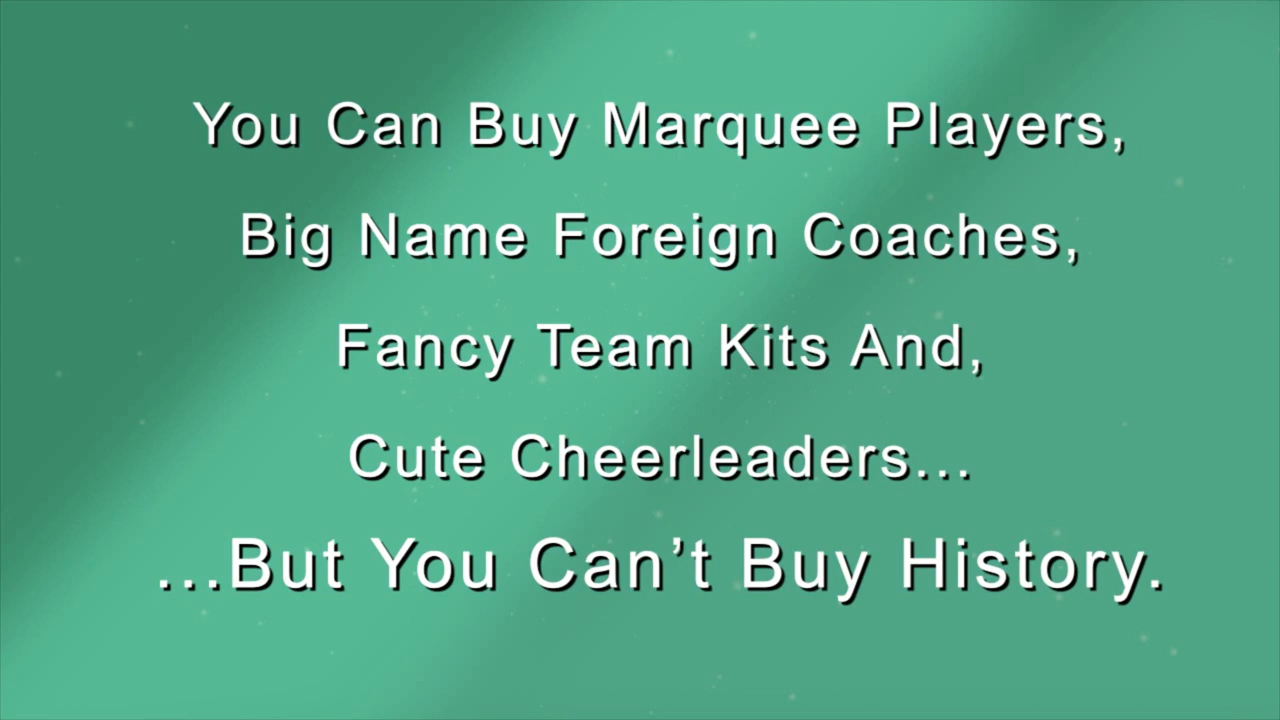 You Can Buy Marquee Players,
Big Name Foreign Coaches,
Fancy Team Kits And,
Cute Cheerleaders...
...But You Can’t Buy History.